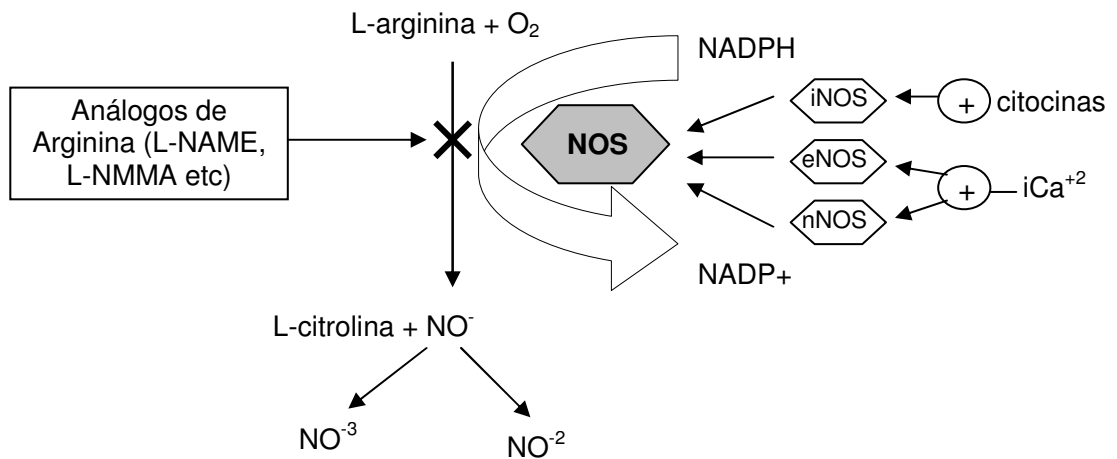 L-arginina + O₂
NADPH
Análogos de
Arginina (L-NAME,
L-NMMA etc)
NOS
iNOS
+
citocinas
eNOS
nNOS
+
iCa⁺²
NADP+
L-citrolina + NO⁻
NO⁻³
NO⁻²